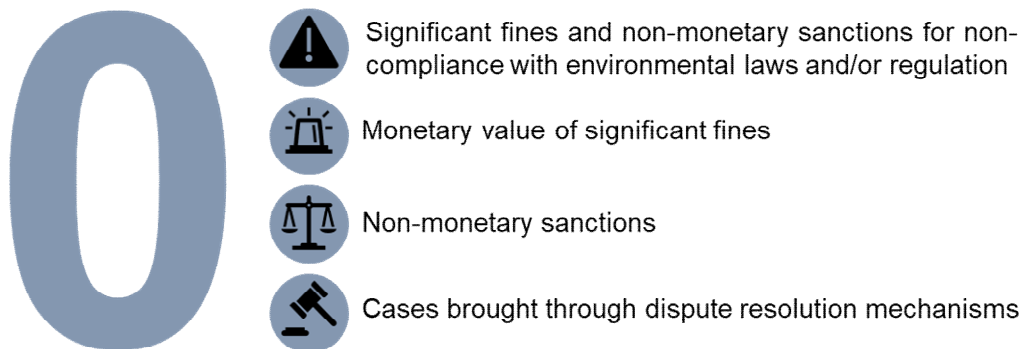 0
Significant fines and non-monetary sanctions for non-
compliance with environmental laws and/or regulation
Monetary value of significant fines
Non-monetary sanctions
Cases brought through dispute resolution mechanisms